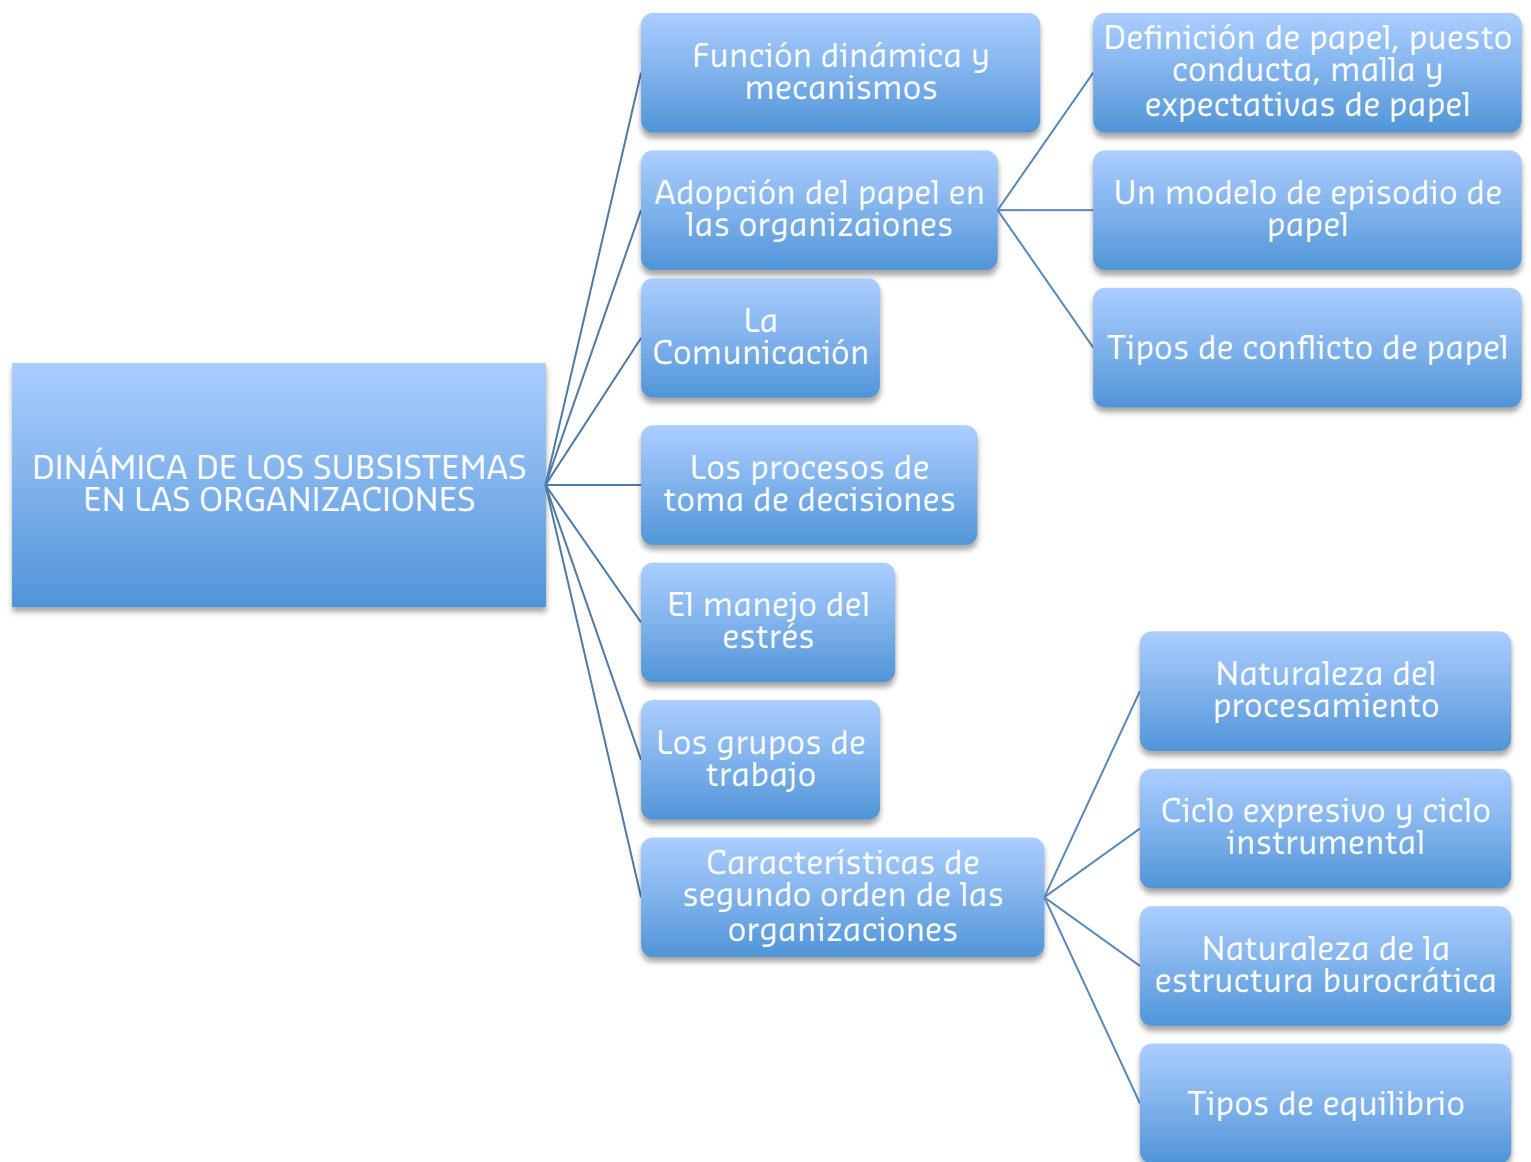 DINÁMICA DE LOS SUBSISTEMAS
EN LAS ORGANIZACIONES
Función dinámica y
mecanismos
Adopción del papel en
las organizaiones
Definición de papel, puesto
conducta, malla y
expectativas de papel
Un modelo de episodio de
papel
Tipos de conflicto de papel
La
Comunicación
Los procesos de
toma de decisiones
El manejo del
estrés
Los grupos de
trabajo
Características de
segundo orden de las
organizaciones
Naturaleza del
procesamiento
Ciclo expresivo y ciclo
instrumental
Naturaleza de la
estructura burocrática
Tipos de equilibrio